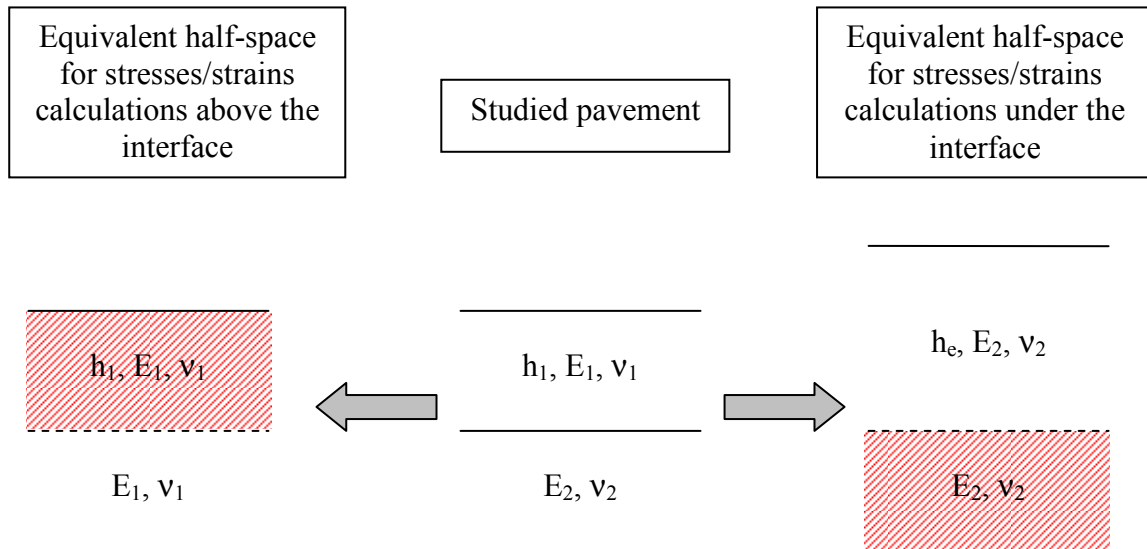 Equivalent half-space
for stresses/strains
calculations above the
interface
Studied pavement
Equivalent half-space
for stresses/strains
calculations under the
interface
h₁, E₁, ν₁
E₁, ν₁
h₁, E₁, ν₁
E₂, ν₂
hₑ, E₂, ν₂
E₂, ν₂